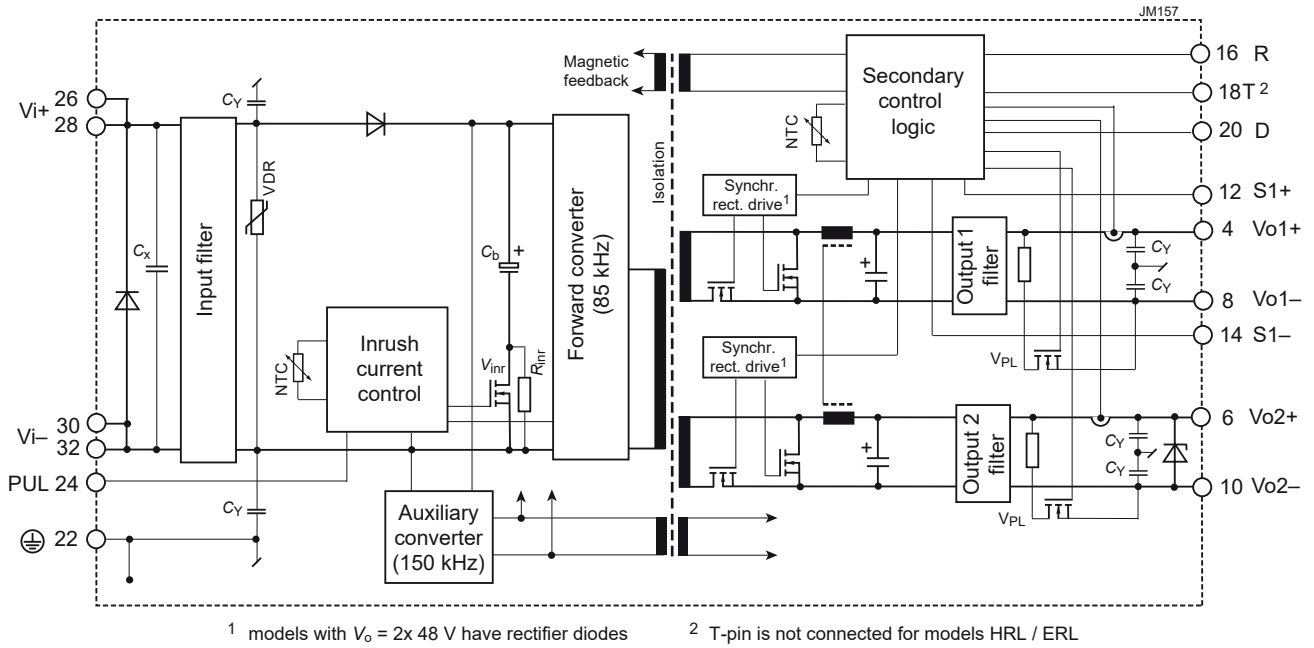 JM157
Magnetic
feedback
Isolation
Secondary
control
logic
NTC
16 R
18 T 2
20 D
12 S1+
4 Vo1+
8 Vo1–
14 S1–
6 Vo2+
10 Vo2–
Vi+
26
28
Vi–
30
32
PUL 24
22
CY
VDR
Cx
Input filter
Cb
+
Inrush
current
control
NTC
Vinr
Rinr
Forward converter
(85 kHz)
CY
Auxiliary
converter
(150 kHz)
Synchr.
rect. drive1
+
Output 1
filter
CY
CY
VPL
Synchr.
rect. drive1
+
Output 2
filter
CY
CY
VPL
1 models with Vo = 2x 48 V have rectifier diodes
2 T-pin is not connected for models HRL / ERL